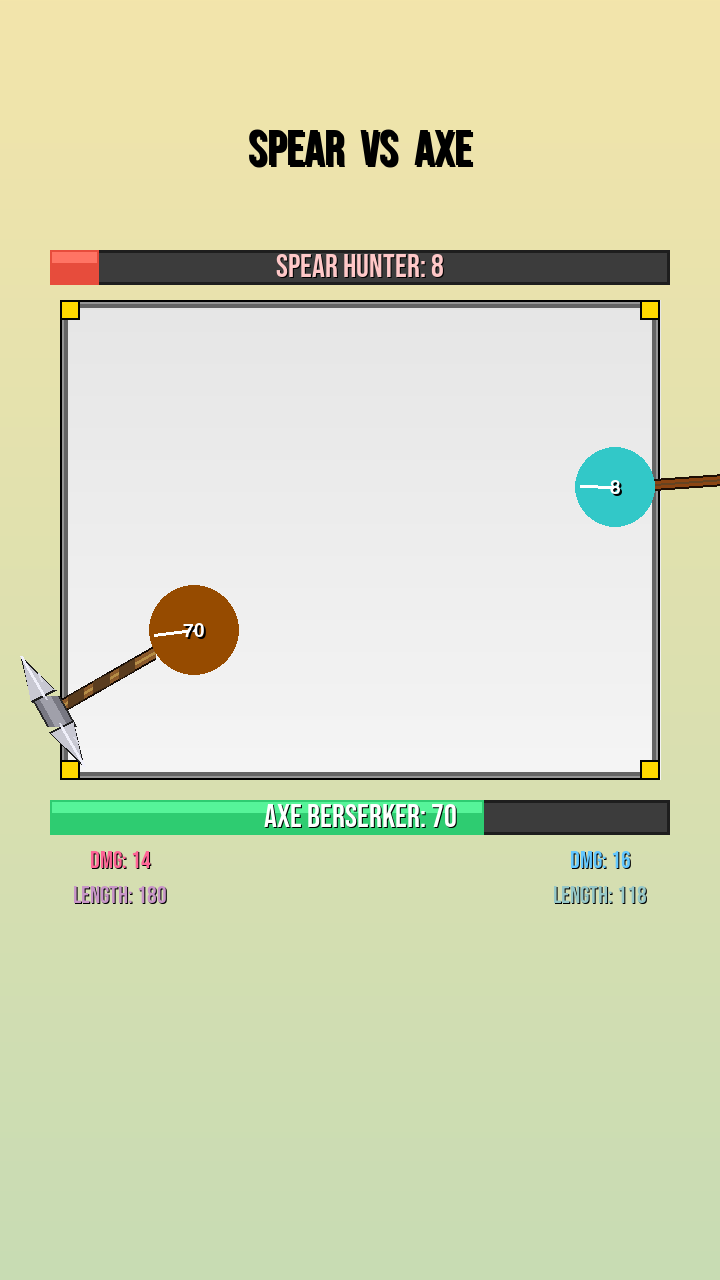 SPEAR VS AXE
SPEAR HUNTER: 8
8
70
AXE BERSERKER: 70
DMG: 14
DMG: 16
LENGTH: 180
LENGTH: 118